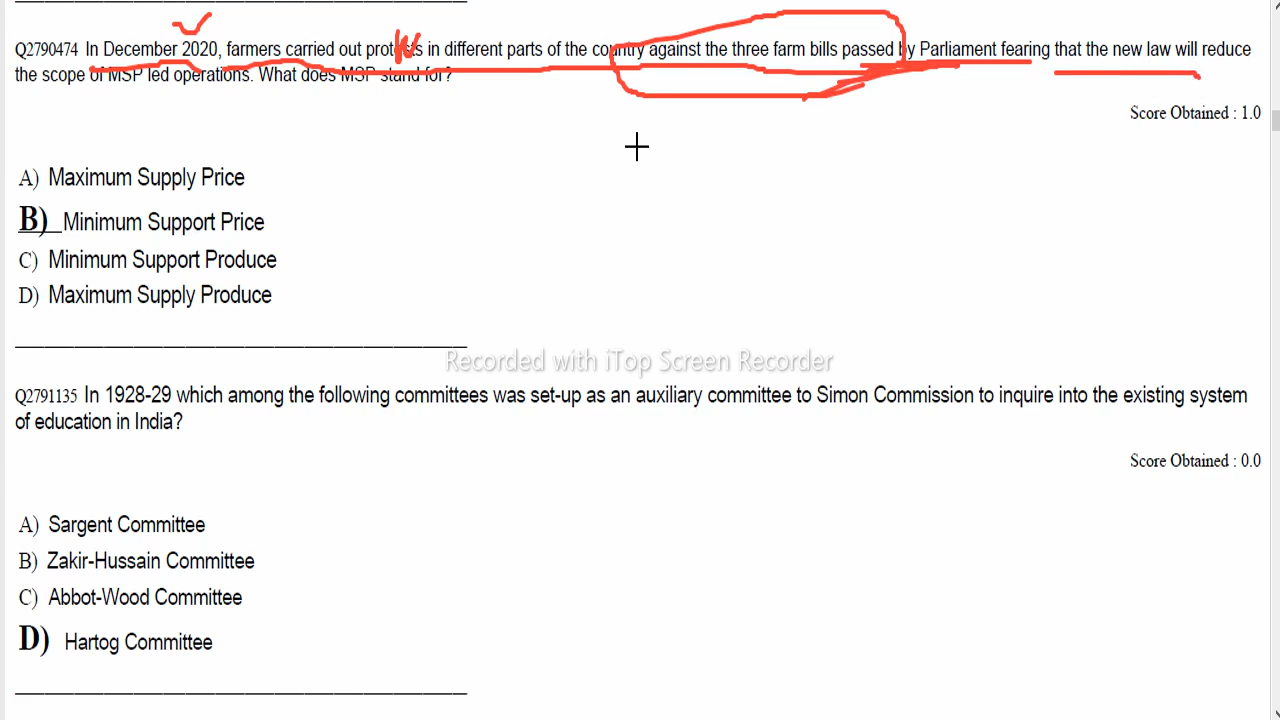 Q2790474 In December 2020, farmers carried out protests in different parts of the country against the three farm bills passed by Parliament fearing that the new law will reduce
the scope of MSP led operations. What does MSP stand for?
Score Obtained : 1.0
A) Maximum Supply Price
B) Minimum Support Price
C) Minimum Support Produce
D) Maximum Supply Produce
Recorded with iTop Screen Recorder
Q2791135 In 1928-29 which among the following committees was set-up as an auxiliary committee to Simon Commission to inquire into the existing system
of education in India?
Score Obtained : 0.0
A) Sargent Committee
B) Zakir-Hussain Committee
C) Abbot-Wood Committee
D) Hartog Committee